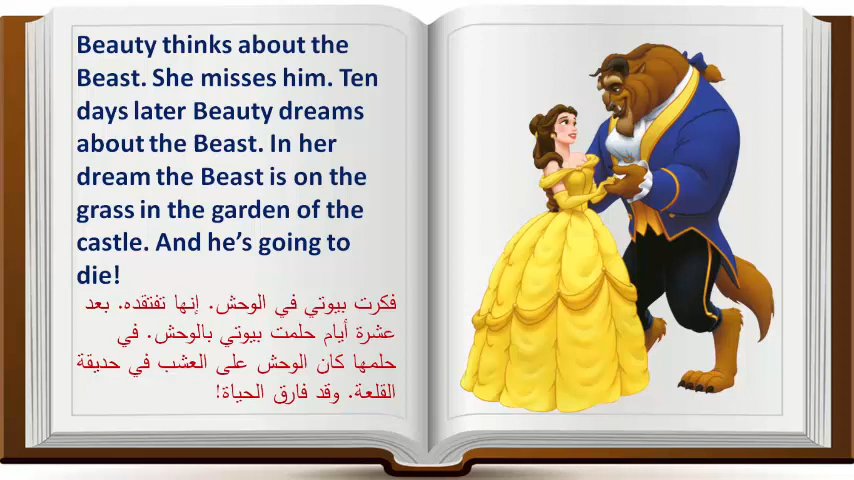 Beauty thinks about the
Beast. She misses him. Ten
days later Beauty dreams
about the Beast. In her
dream the Beast is on the
grass in the garden of the
castle. And he's going to
die!
فكرت بيوتي في الوحش. إنها تفتقده. بعد
عشرة أيام حلمت بيوتي بالوحش. في
حلمها كان الوحش على العشب في حديقة
القلعة. وقد فارق الحياة!